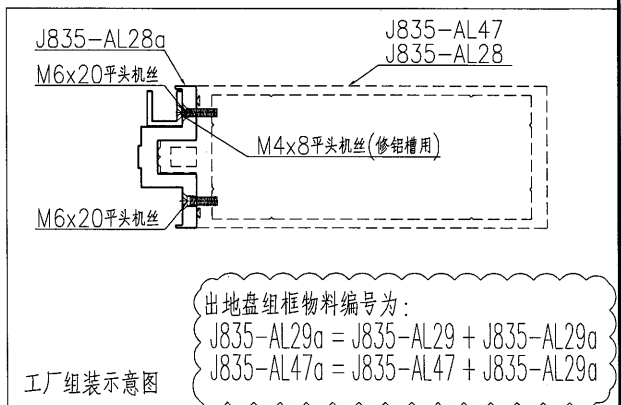 J835-AL28a
J835-AL47
J835-AL28
M6x20平头机丝
M4x8平头机丝(修铝槽用)
M6x20平头机丝
出地盘组框物料编号为:
J835-AL29a = J835-AL29 + J835-AL29a
J835-AL47a = J835-AL47 + J835-AL29a
工厂组装示意图